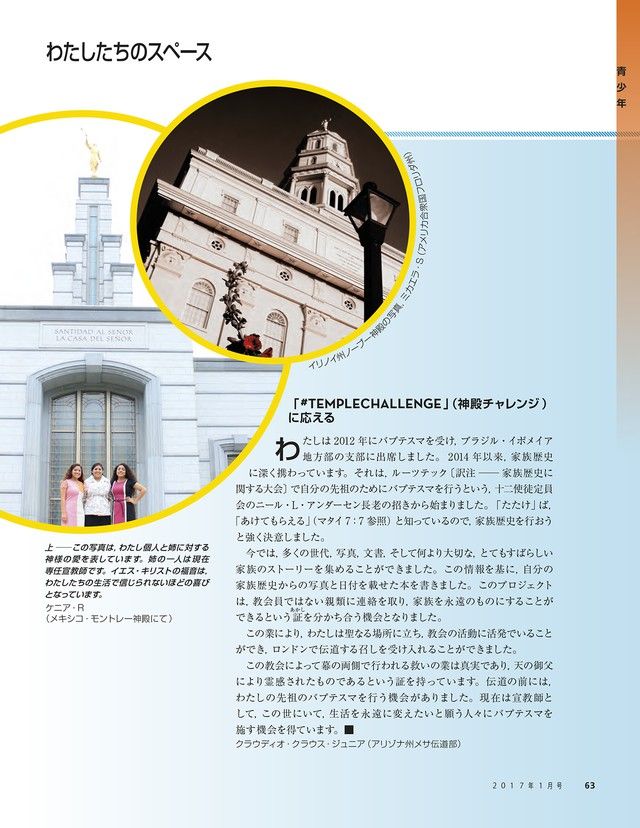 わたしたちのスペース
青少年
SANTIDAD AL SEÑOR
LA CASA DEL SEÑOR
イリノイ州ノーブー神殿の写真，ミカエラ・S（アメリカ合衆国フロリダ州）
上——この写真は，わたし個人と姉に対する
神様の愛を表しています。姉の一人は現在
専任宣教師です。イエス・キリストの福音は，
わたしたちの生活で信じられないほどの喜び
となっています。
ケニア・R
（メキシコ・モントレー神殿にて）
「#TEMPLECHALLENGE」（神殿チャレンジ）
に応える
わたしは2012年にバプテスマを受け，ブラジル・イポメイア
地方部の支部に出席しました。2014年以来，家族歴史
に深く携わっています。それは，ルーツテック［訳注——家族歴史に
関する大会］で自分の先祖のためにバプテスマを行うという，十二使徒定員
会のニール・L・アンダーセン長老の招きから始まりました。「たたけ」ば，
「あけてもらえる」（マタイ7：7参照）と知っているので，家族歴史を行おう
と強く決意しました。
今では，多くの世代，写真，文書，そして何より大切な，とてもすばらしい
家族のストーリーを集めることができました。この情報を基に，自分の
家族歴史からの写真と日付を載せた本を書きました。このプロジェクト
は，教会員ではない親類に連絡を取り，家族を永遠のものにすることが
できるという証を分かち合う機会となりました。
あかし
この業により，わたしは聖なる場所に立ち，教会の活動に活発でいること
ができ，ロンドンで伝道する召しを受け入れることができました。
この教会によって幕の両側で行われる救いの業は真実であり，天の御父
により霊感されたものであるという証を持っています。伝道の前には，
わたしの先祖のバプテスマを行う機会がありました。現在は宣教師と
して，この世にいて，生活を永遠に変えたいと願う人々にバプテスマを
施す機会を得ています。■
クラウディオ・クラウス・ジュニア（アリゾナ州メサ伝道部）
2017年1月号 63